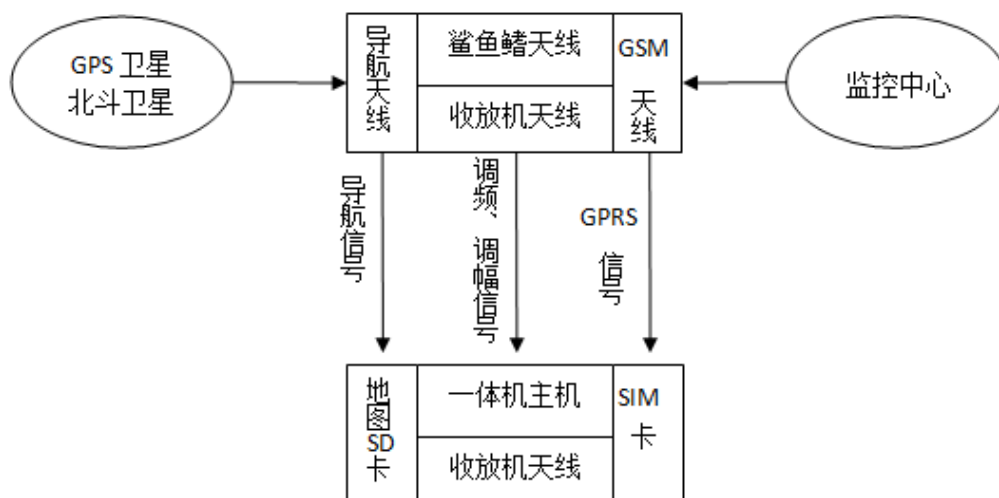 GPS 卫星
北斗卫星
导航天线
鲨鱼鳍天线
收放机天线
GSM
天线
监控中心
导航信号
调频、调幅信号
GPRS
信号
地图
SD
卡
一体机主机
收放机天线
SIM
卡